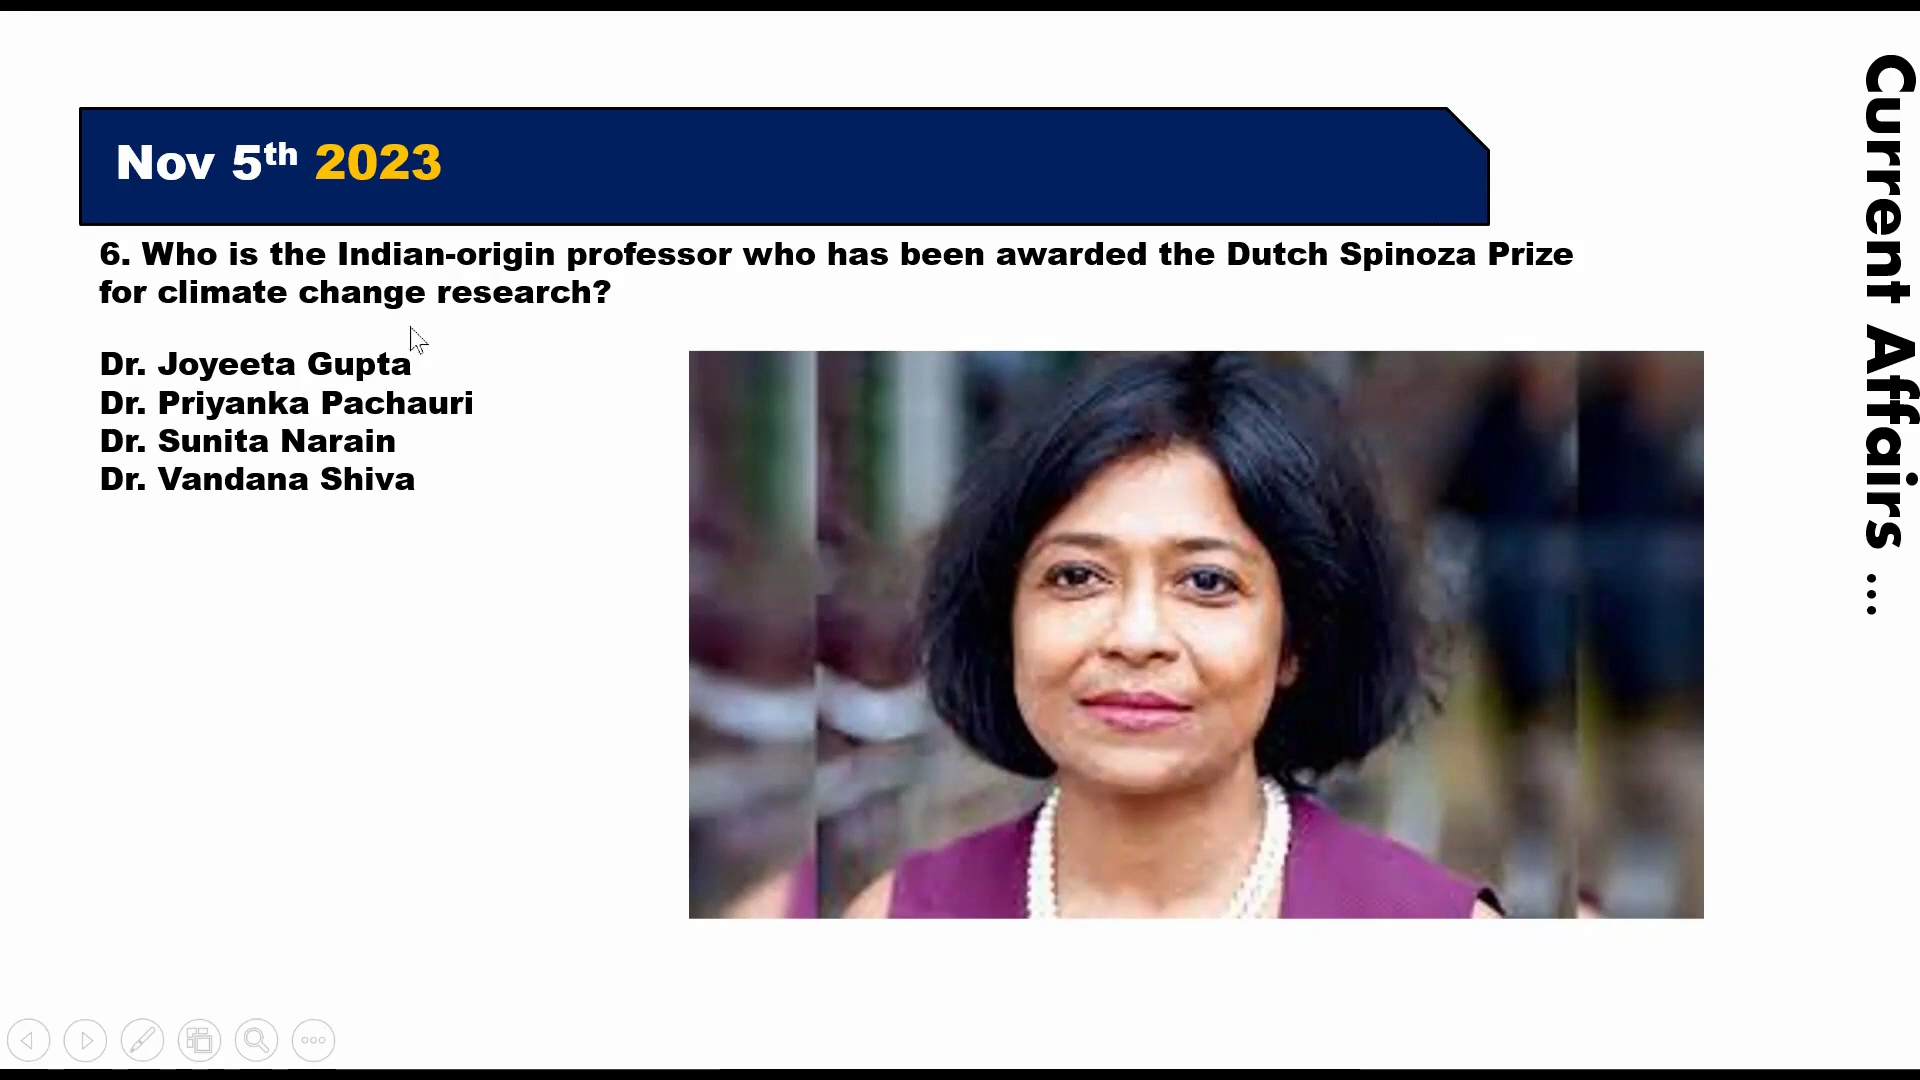 Nov 5th 2023
6. Who is the Indian-origin professor who has been awarded the Dutch Spinoza Prize
for climate change research?
Dr. Joyeeta Gupta
Dr. Priyanka Pachauri
Dr. Sunita Narain
Dr. Vandana Shiva
Current Affairs ...